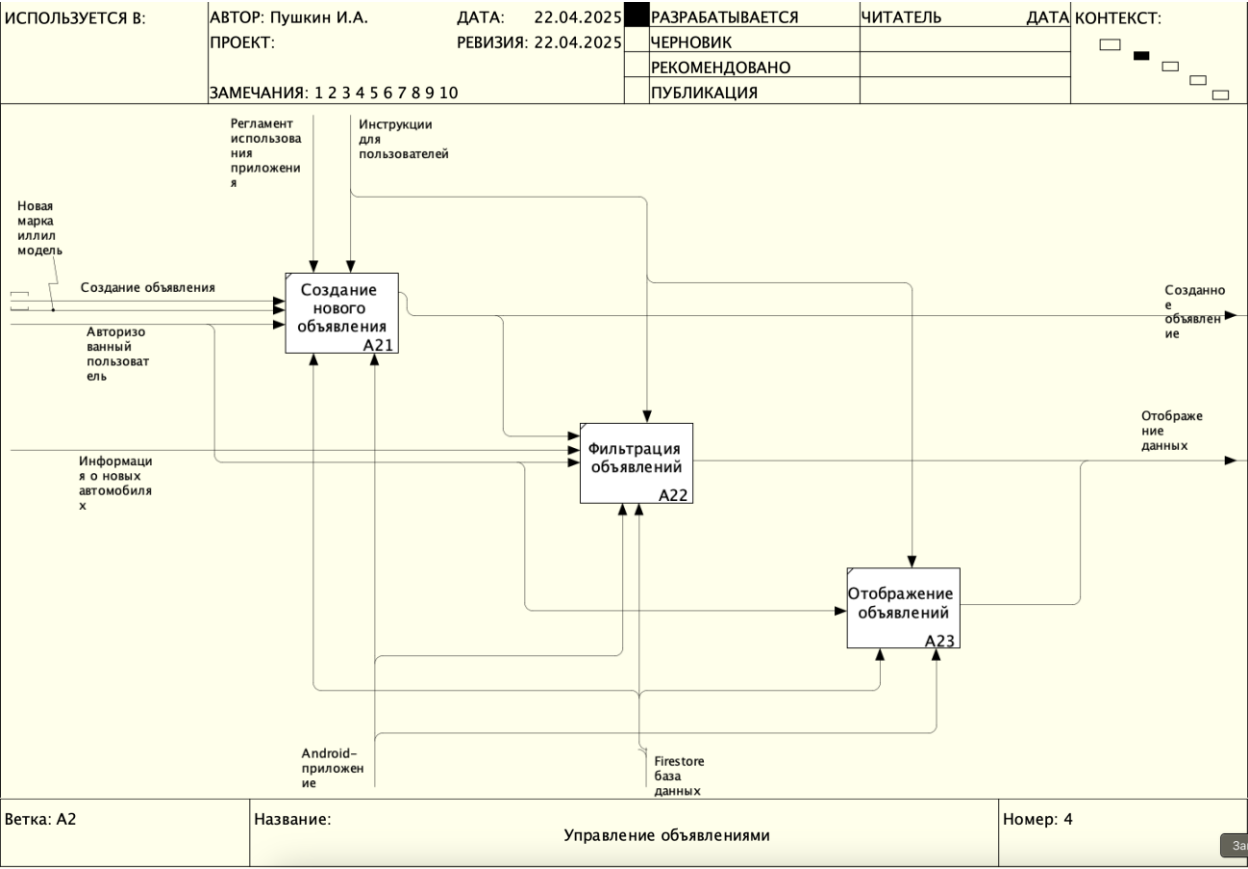 ИСПОЛЬЗУЕТСЯ В:
АВТОР: Пушкин И.А.
ДАТА: 22.04.2025
РАЗРАБАТЫВАЕТСЯ
ЧИТАТЕЛЬ
ДАТА
КОНТЕКСТ:
ПРОЕКТ:
РЕВИЗИЯ: 22.04.2025
ЧЕРНОВИК
РЕКОМЕНДОВАНО
ЗАМЕЧАНИЯ: 1 2 3 4 5 6 7 8 9 10
ПУБЛИКАЦИЯ
Регламент
использова
ния
приложени
я
Инструкции
для
пользователей
Новая
марка
иллил
модель
Создание объявления
Авторизо
ванный
пользоват
ель
Создание
нового
объявления
A21
Созданно
е
объявлен
ие
Информаци
я о новых
автомобиля
х
Фильтрация
объявлений
A22
Отображе
ние
данных
Отображение
объявлений
A23
Android-
приложен
ие
Firestore
база
данных
Ветка: A2
Название:
Управление объявлениями
Номер: 4